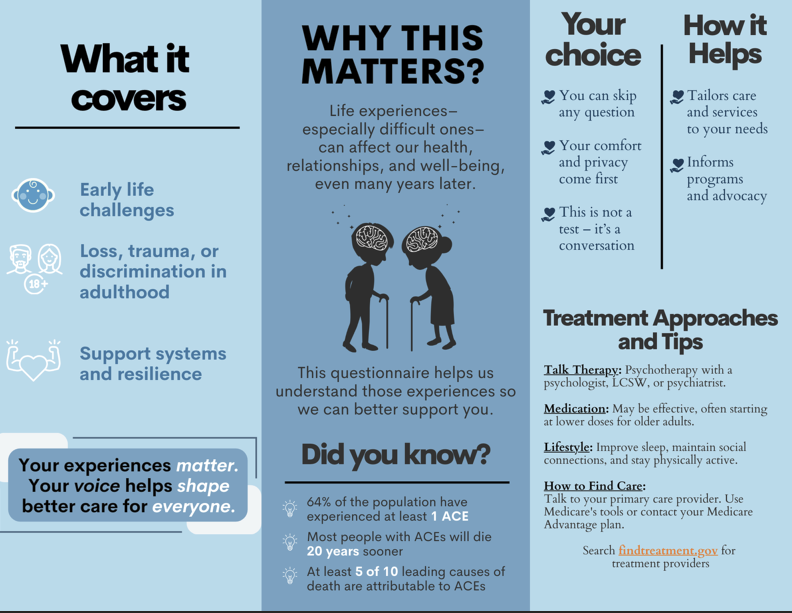 What it
covers
Early life
challenges
Loss, trauma, or
discrimination in
adulthood
18+
Support systems
and resilience
Your experiences matter.
Your voice helps shape
better care for everyone.
WHY THIS
MATTERS?
Life experiences–
especially difficult ones–
can affect our health,
relationships, and well-being,
even many years later.
This questionnaire helps us
understand those experiences so
we can better support you.
Did you know?
64% of the population have
experienced at least 1 ACE
Most people with ACEs will die
20 years sooner
At least 5 of 10 leading causes of
death are attributable to ACEs
Your
choice
You can skip
any question
Your comfort
and privacy
come first
This is not a
test – it's a
conversation
How it
Helps
Tailors care
and services
to your needs
Informs
programs
and advocacy
Treatment Approaches
and Tips
Talk Therapy: Psychotherapy with a
psychologist, LCSW, or psychiatrist.
Medication: May be effective, often starting
at lower doses for older adults.
Lifestyle: Improve sleep, maintain social
connections, and stay physically active.
How to Find Care:
Talk to your primary care provider. Use
Medicare's tools or contact your Medicare
Advantage plan.
Search findtreatment.gov for
treatment providers